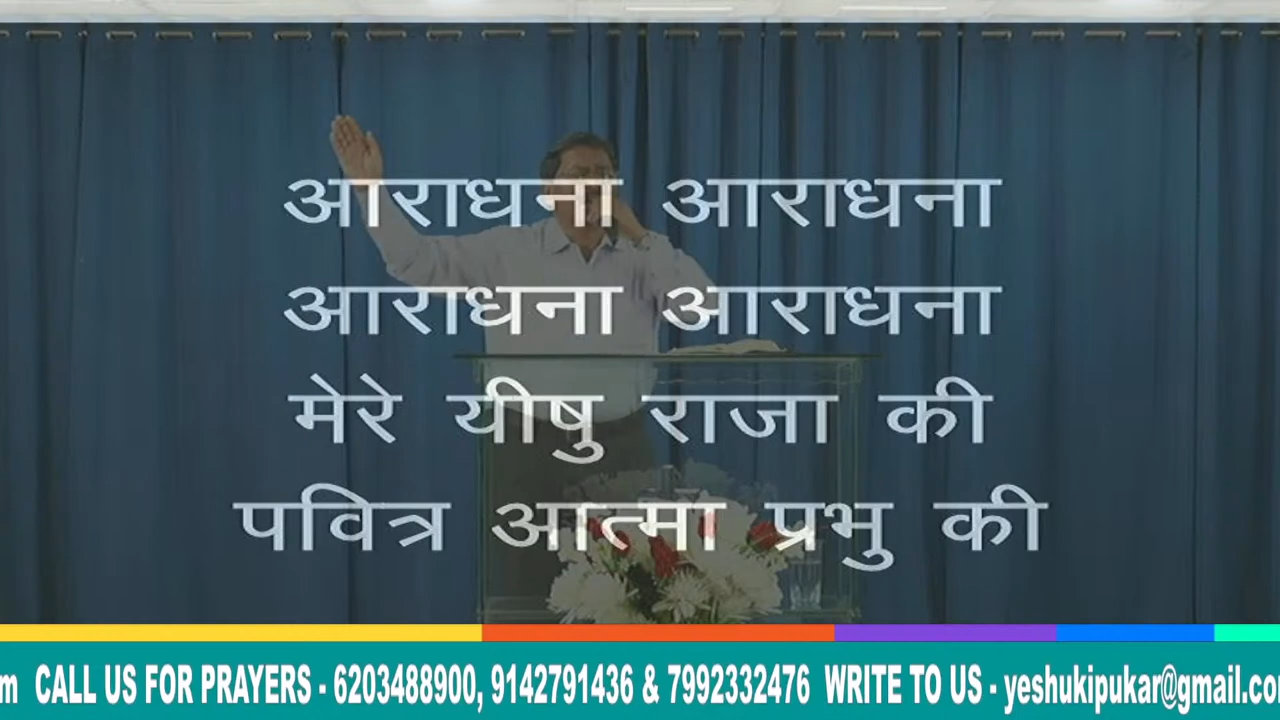 आराधना आराधना
आराधना आराधना
मेरे यीषु राजा की
पवित्र आत्मा प्रभु की
m CALL US FOR PRAYERS - 6203488900, 9142791436 & 7992332476 WRITE TO US - yeshukipukar@gmail.co